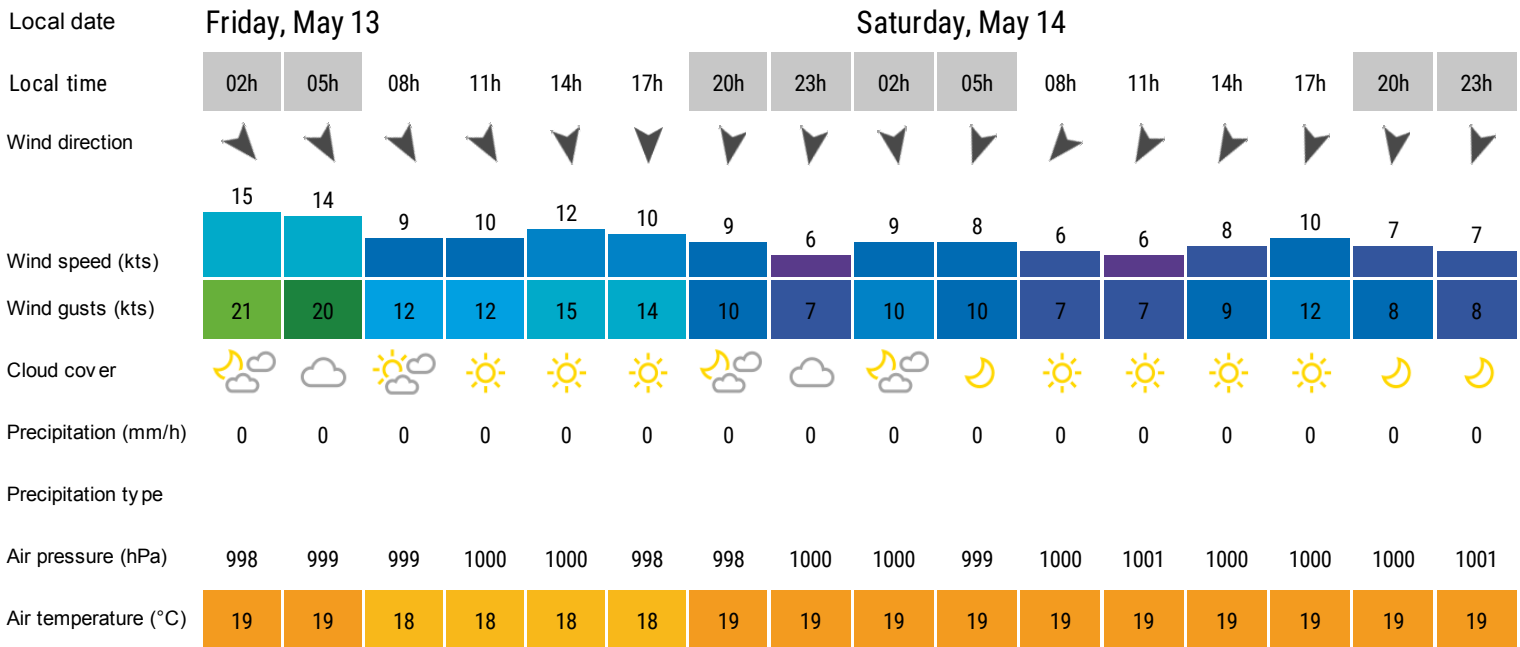 Local date Friday, May 13 Saturday, May 14
Local time 02h 05h 08h 11h 14h 17h 20h 23h 02h 05h 08h 11h 14h 17h 20h 23h
Wind direction
15 14 9 10 12 10 9 6 9 8 6 6 8 10 7 7
Wind speed (kts)
Wind gusts (kts) 21 20 12 12 15 14 10 7 10 10 7 7 9 12 8 8
Cloud cover
Precipitation (mm/h) 0 0 0 0 0 0 0 0 0 0 0 0 0 0 0 0
Precipitation type
Air pressure (hPa) 998 999 999 1000 1000 998 998 1000 1000 999 1000 1001 1000 1000 1000 1001
Air temperature (°C) 19 19 18 18 18 18 19 19 19 19 19 19 19 19 19 19